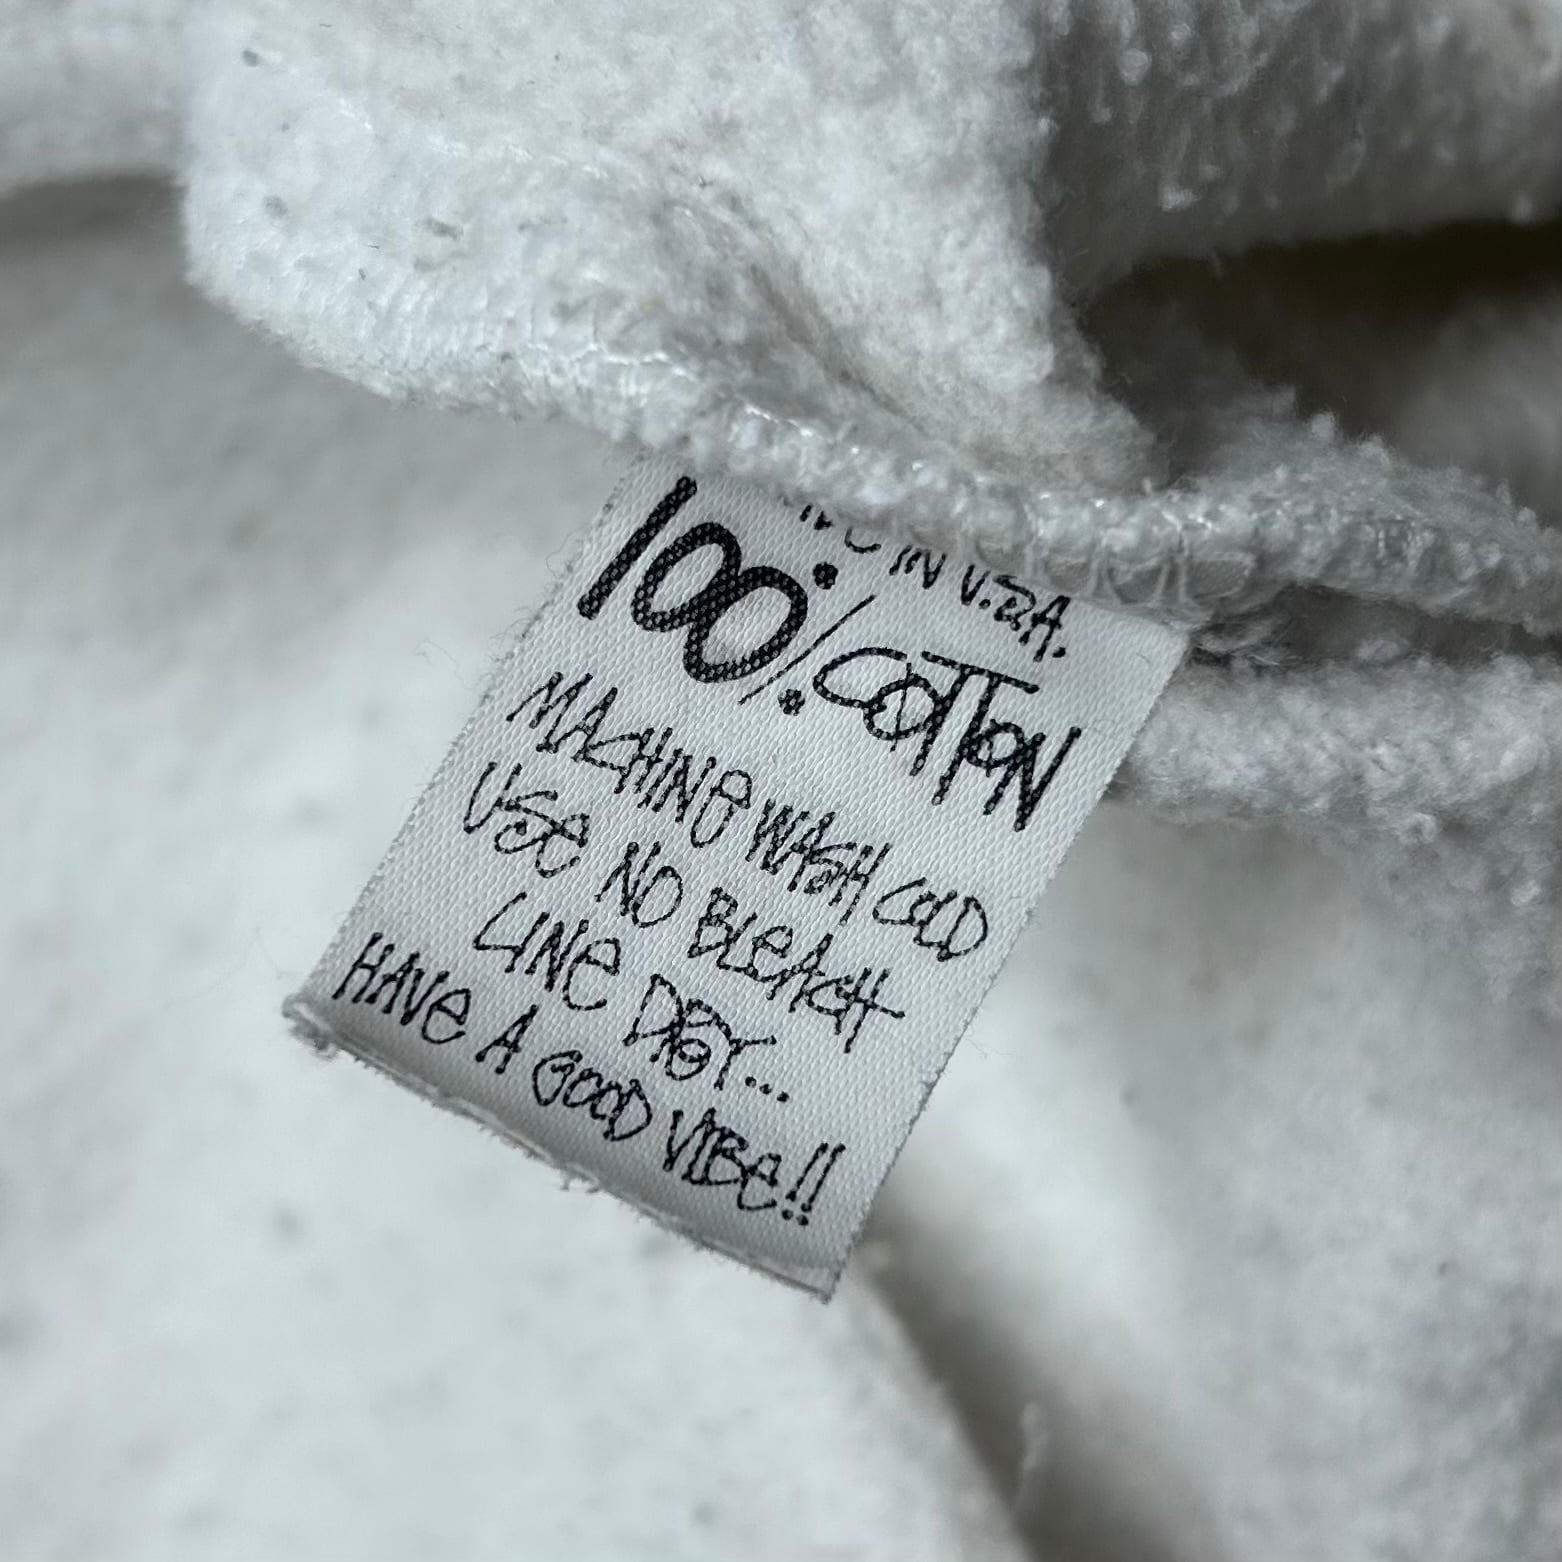 IN U.S.A.
100% COTTON
MACHINE WASH COLD
USE NO BLEACH
LINE DRY...
HAVE A GOOD VIBE!!